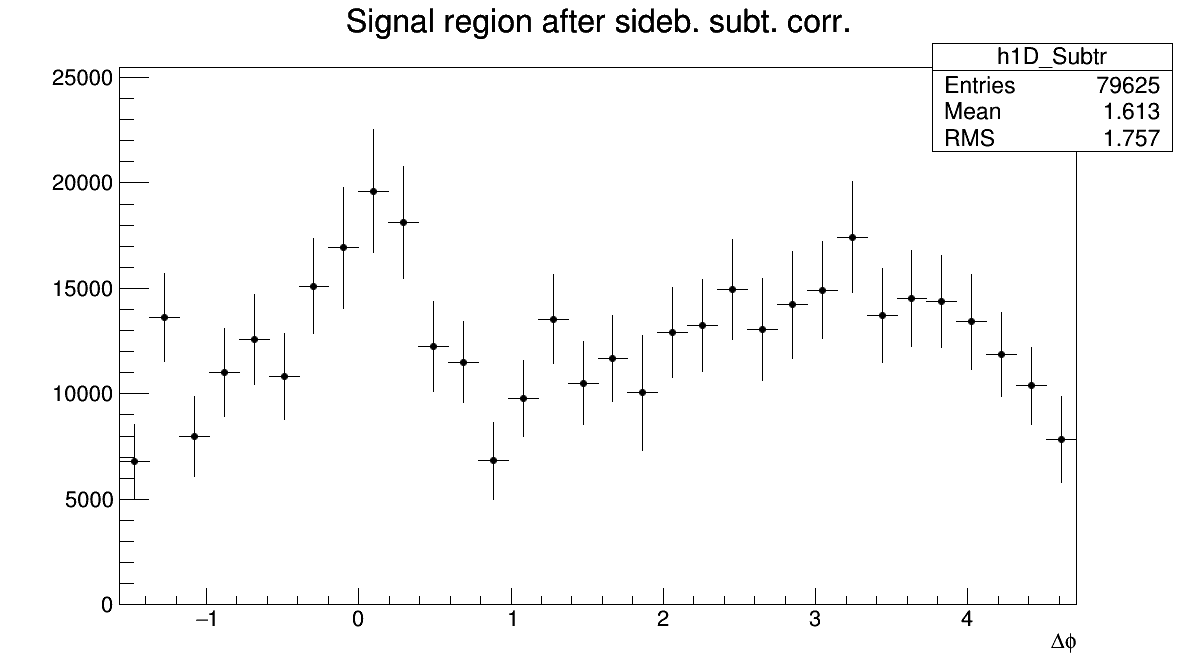 Signal region after sideb. subt. corr.
h1D_Subtr
Entries 79625
Mean 1.613
RMS 1.757
25000
20000
15000
10000
5000
0
−1 0 1 2 3 4
Δϕ